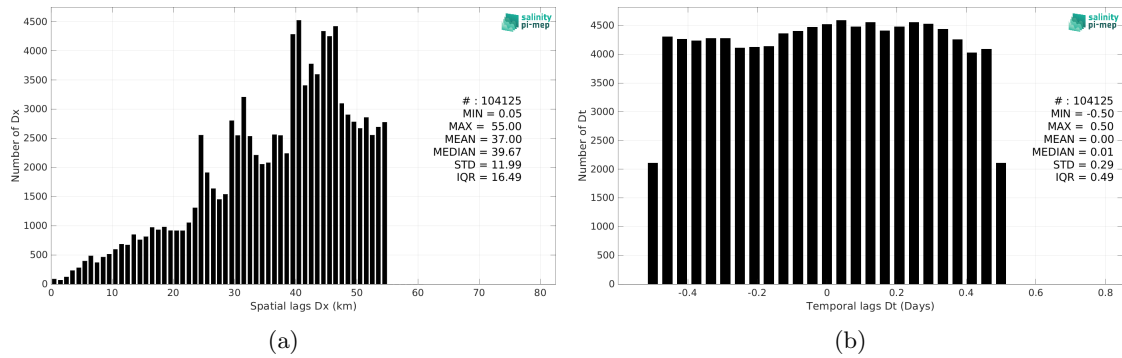 4500
4000
3500
3000
2500
2000
1500
1000
500
0
Number of Dx
0 10 20 30 40 50 60 70 80
Spatial lags Dx (km)
salinity
pi-mep
# : 104125
MIN = 0.05
MAX = 55.00
MEAN = 37.00
MEDIAN = 39.67
STD = 11.99
IQR = 16.49
(a)
4500
4000
3500
3000
2500
2000
1500
1000
500
0
Number of Dt
-0.4 -0.2 0 0.2 0.4 0.6 0.8
Temporal lags Dt (Days)
salinity
pi-mep
# : 104125
MIN = -0.50
MAX = 0.50
MEAN = 0.00
MEDIAN = 0.01
STD = 0.29
IQR = 0.49
(b)